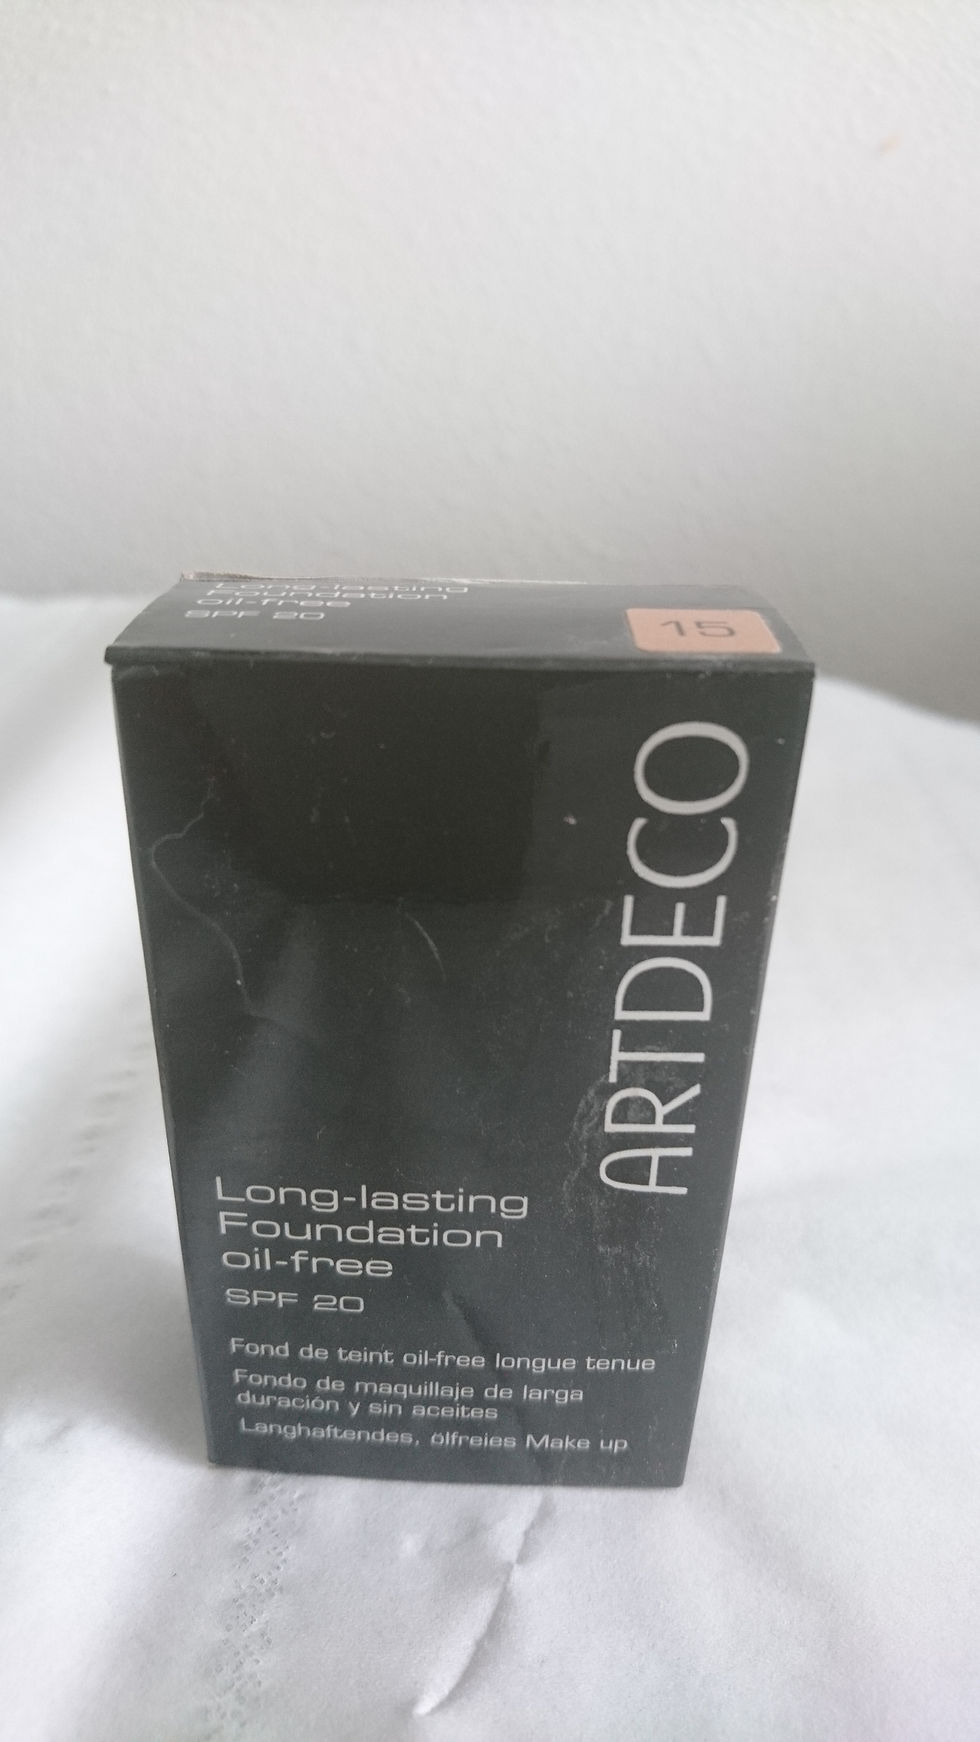 Long-lasting
Foundation
oil-free
SPF 20
15
ARTDECO
Long-lasting
Foundation
oil-free
SPF 20
Fond de teint oil-free longue tenue
Fondo de maquillaje de larga
duración y sin aceites
Langhaftendes, ölfreies Make up